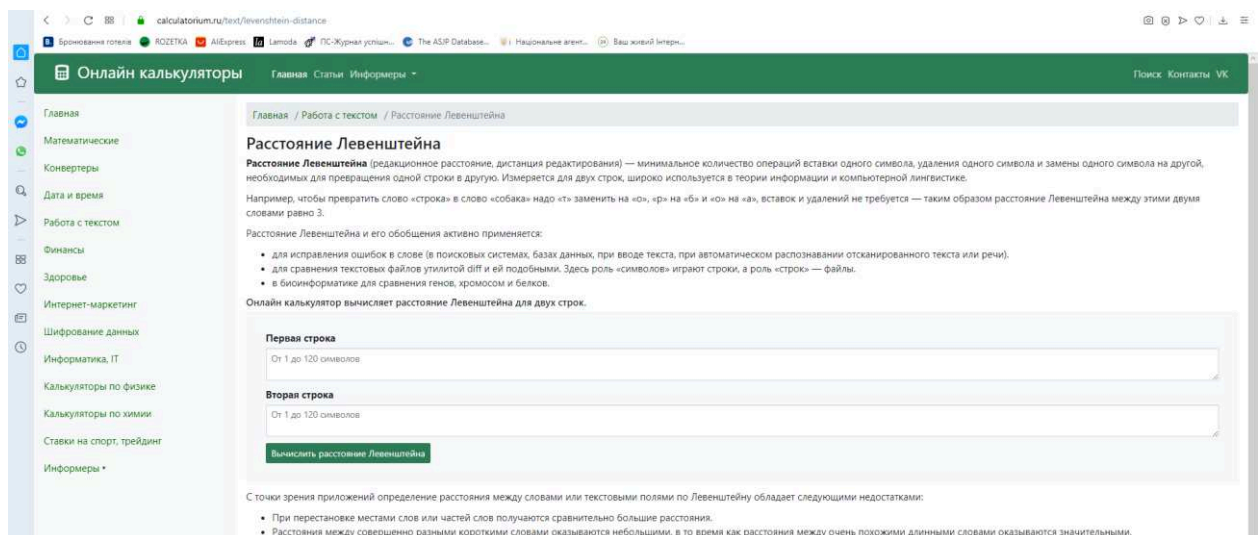 calculatorium.ru/text/levenshtein-distance
Бронювання готелів ROZETKA AliExpress Lamoda ПС-Журнал успішн... The ASJP Database... Національне агент... Ваш живий Інтерн...
Онлайн калькуляторы Главная Статьи Информеры Поиск Контакты VK
Главная
Математические
Конвертеры
Дата и время
Работа с текстом
Финансы
Здоровье
Интернет-маркетинг
Шифрование данных
Информатика, IT
Калькуляторы по физике
Калькуляторы по химии
Ставки на спорт, трейдинг
Информеры
Главная / Работа с текстом / Расстояние Левенштейна
Расстояние Левенштейна
Расстояние Левенштейна (редакционное расстояние, дистанция редактирования) — минимальное количество операций вставки одного символа, удаления одного символа и замены одного символа на другой,
необходимых для превращения одной строки в другую. Измеряется для двух строк, широко используется в теории информации и компьютерной лингвистике.
Например, чтобы превратить слово «строка» в слово «собака» надо «т» заменить на «о», «р» на «б» и «о» на «а», вставок и удалений не требуется — таким образом расстояние Левенштейна между этими двумя
словами равно 3.
Расстояние Левенштейна и его обобщения активно применяется:
• для исправления ошибок в слове (в поисковых системах, базах данных, при вводе текста, при автоматическом распознавании отсканированного текста или речи).
• для сравнения текстовых файлов утилитой diff и ей подобными. Здесь роль «символов» играют строки, а роль «строк» — файлы.
• в биоинформатике для сравнения генов, хромосом и белков.
Онлайн калькулятор вычисляет расстояние Левенштейна для двух строк.
Первая строка
От 1 до 120 символов
Вторая строка
От 1 до 120 символов
Вычислить расстояние Левенштейна
С точки зрения приложений определение расстояния между словами или текстовыми полями по Левенштейну обладает следующими недостатками:
• При перестановке местами слов или частей слов получаются сравнительно большие расстояния.
• Расстояния между совершенно разными короткими словами оказываются небольшими, в то время как расстояния между очень похожими длинными словами оказываются значительными.